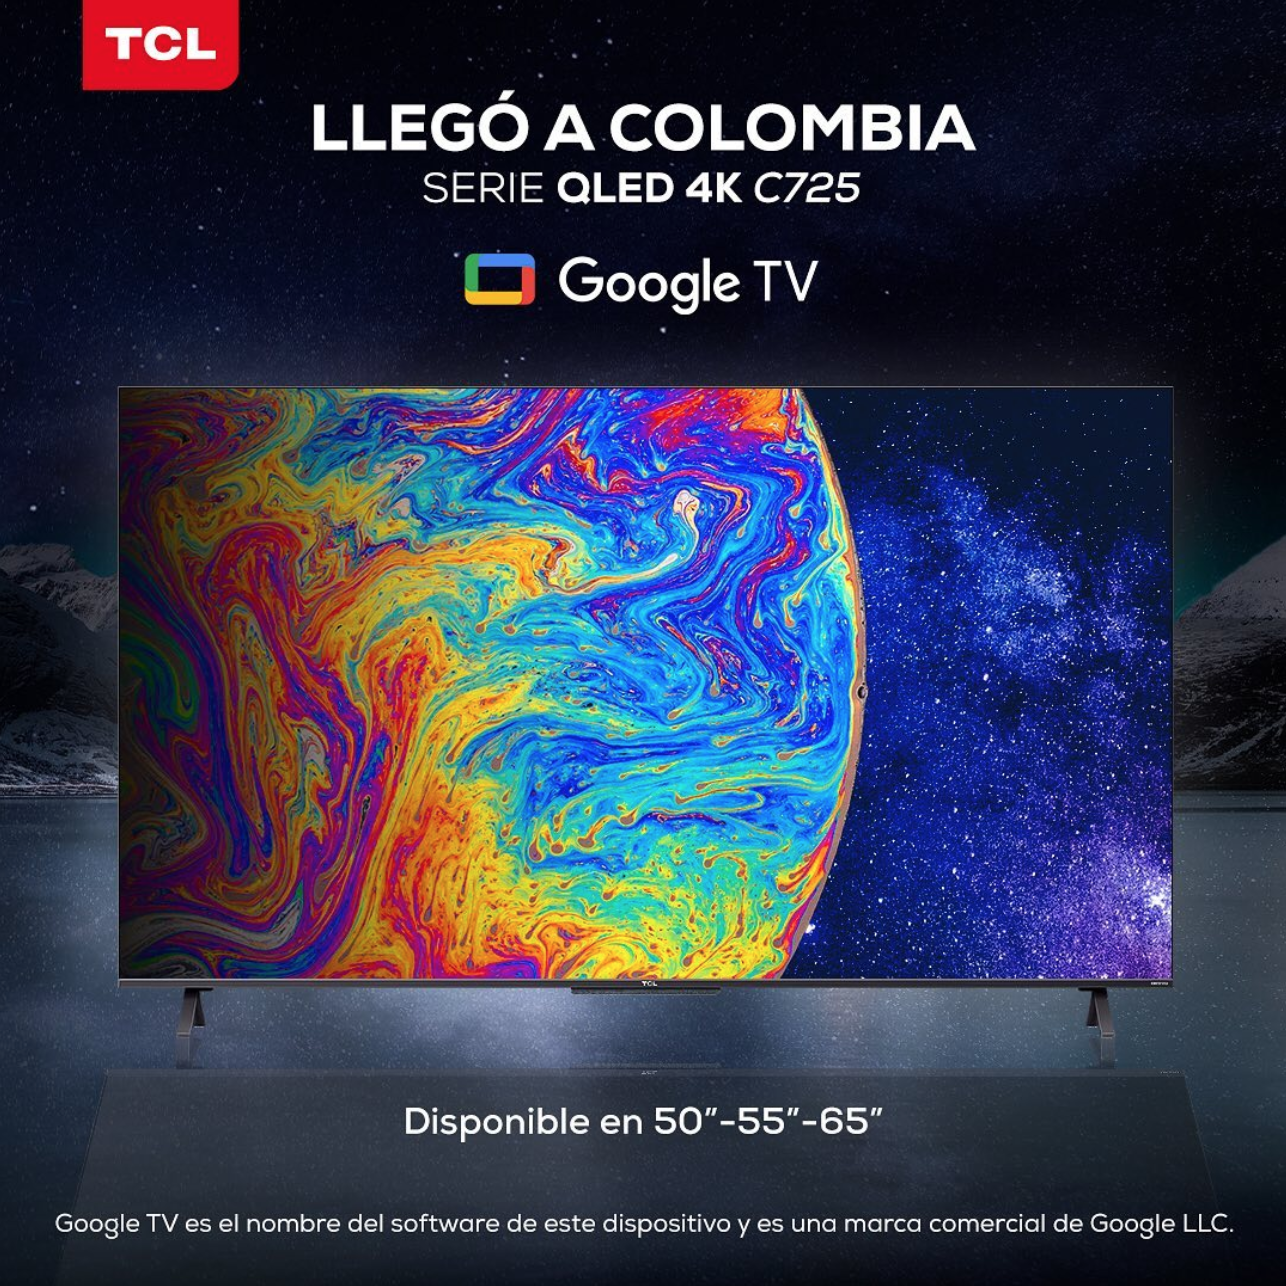 TCL
LLEGÓ A COLOMBIA
SERIE QLED 4K C725
Google TV
TCL
Disponible en 50”-55”-65”
Google TV es el nombre del software de este dispositivo y es una marca comercial de Google LLC.